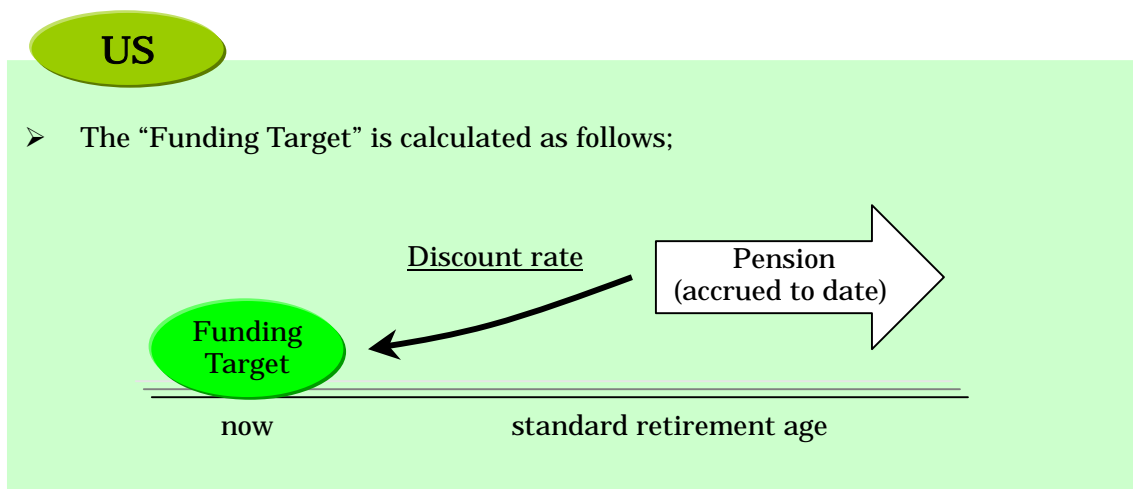 US
➢ The “Funding Target” is calculated as follows;
Discount rate
Pension
(accrued to date)
Funding
Target
now
standard retirement age